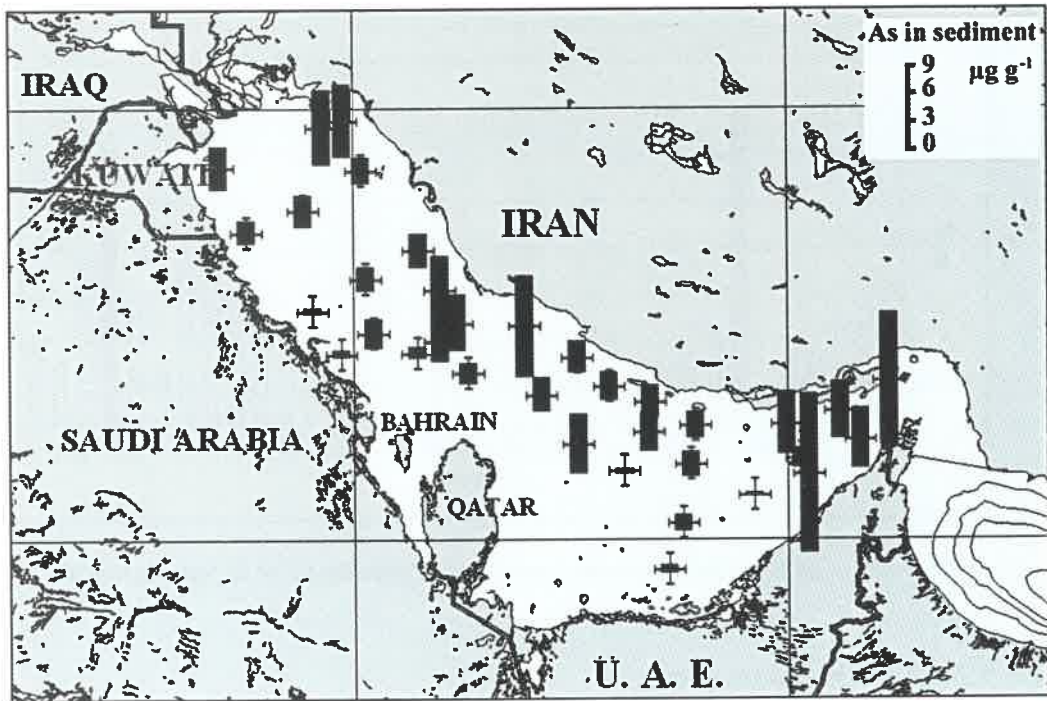 As in sediment
9
µg g-1
6
3
0
IRAQ
KUWAIT
IRAN
SAUDI ARABIA
BAHRAIN
QATAR
U. A. E.